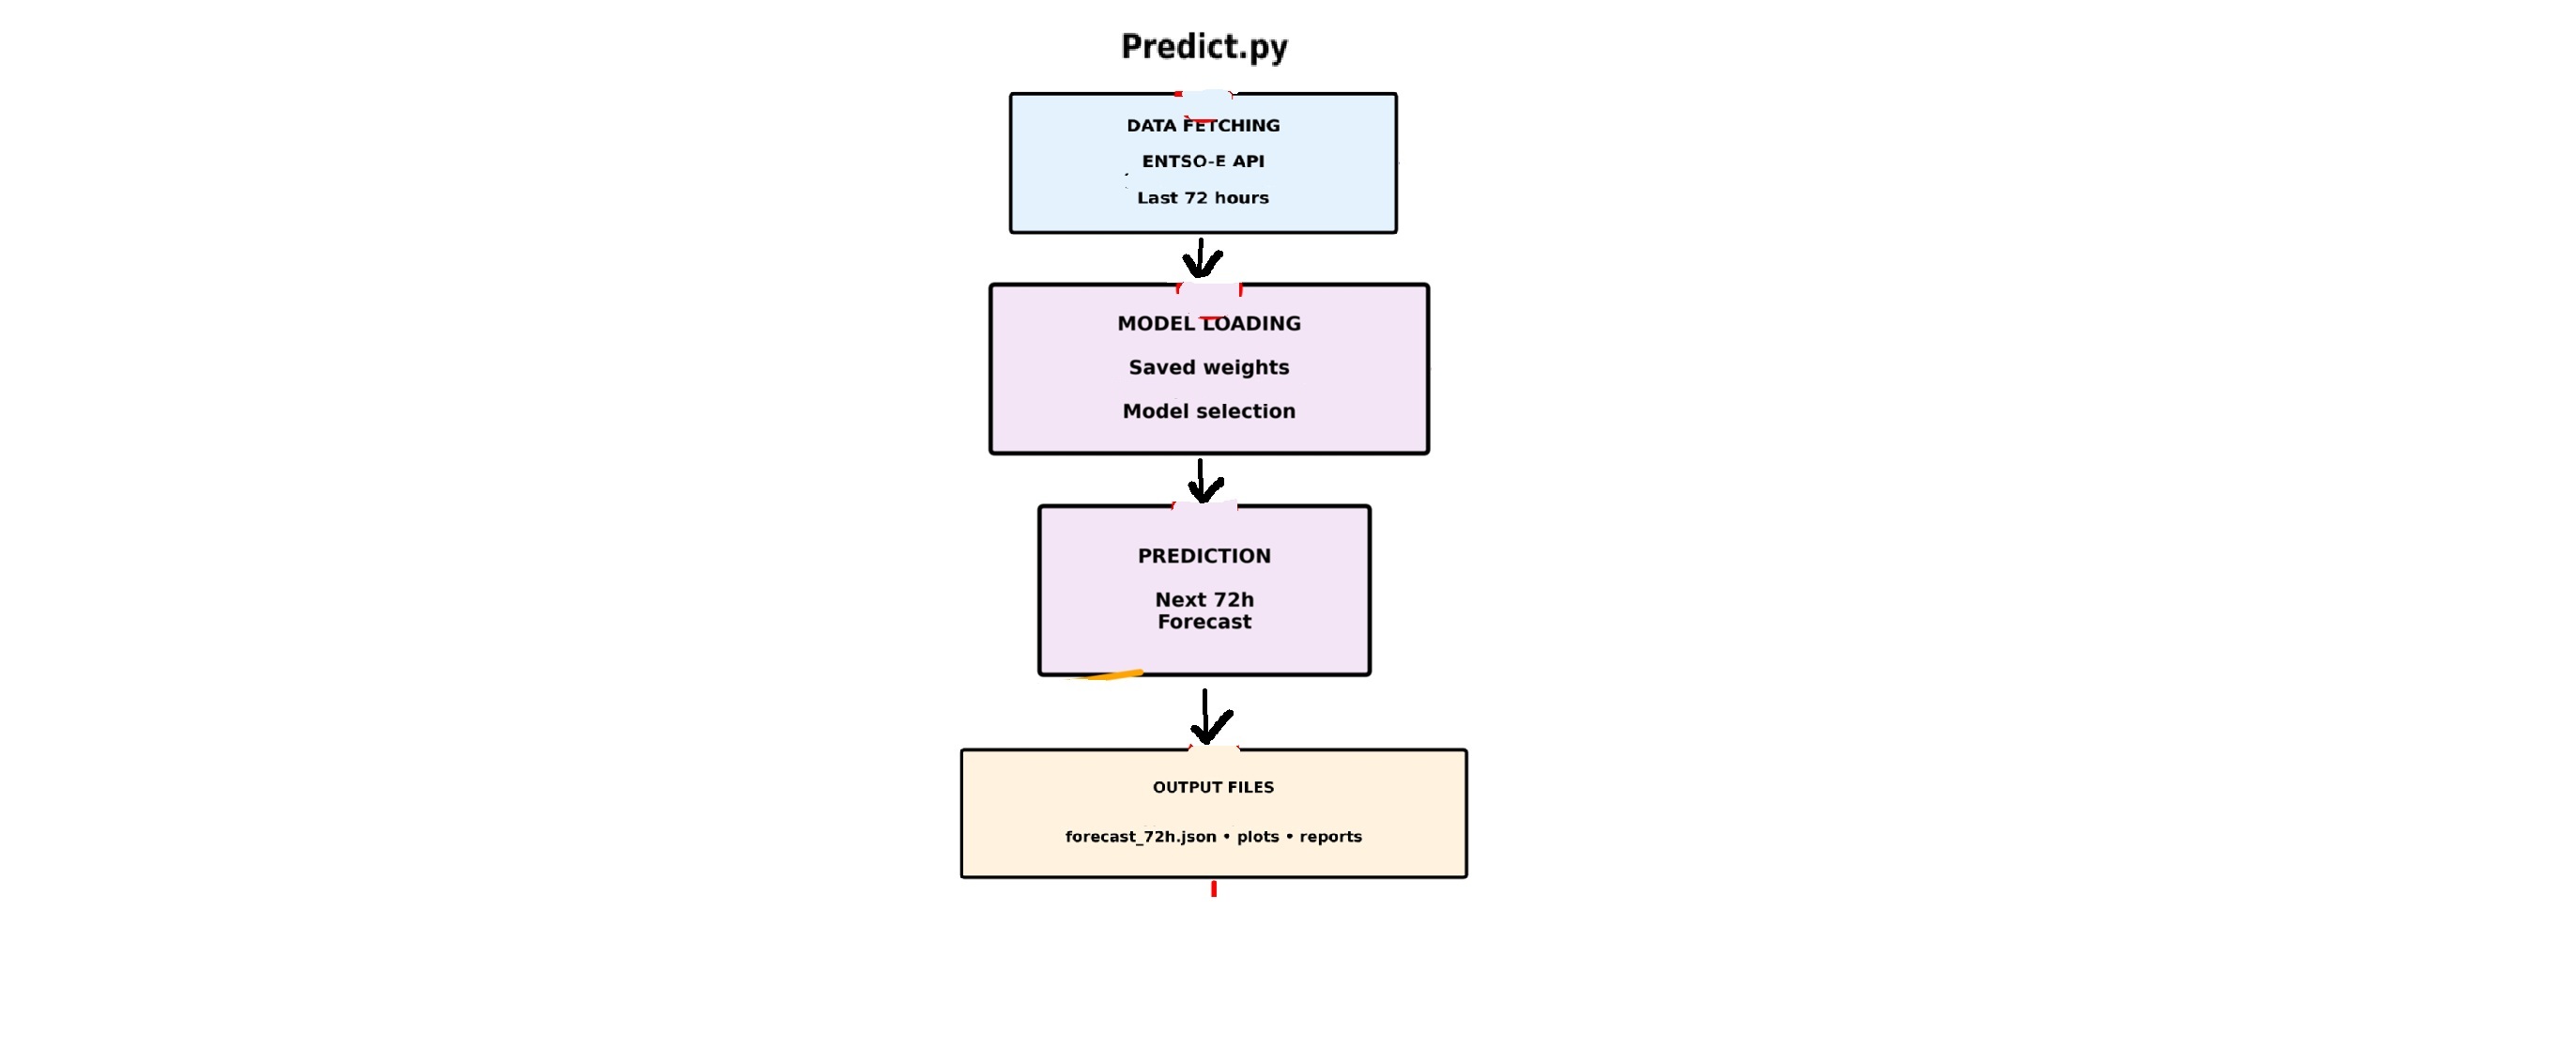 Predict.py
DATA FETCHING
ENTSO-E API
Last 72 hours
MODEL LOADING
Saved weights
Model selection
PREDICTION
Next 72h
Forecast
OUTPUT FILES
forecast_72h.json • plots • reports